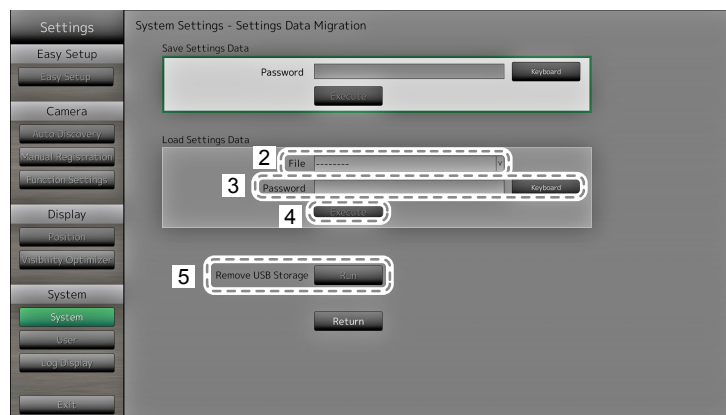 Settings
System Settings - Settings Data Migration
Easy Setup
Easy Setup
Camera
Auto Discovery
Manual Registration
Function Settings
Display
Position
Visibility Optimizer
System
System
User
Log Display
Exit
Save Settings Data
Password
Keyboard
Execute
Load Settings Data
2
File
--------
v
3
Password
Keyboard
4
Execute
5
Remove USB Storage
Run
Return